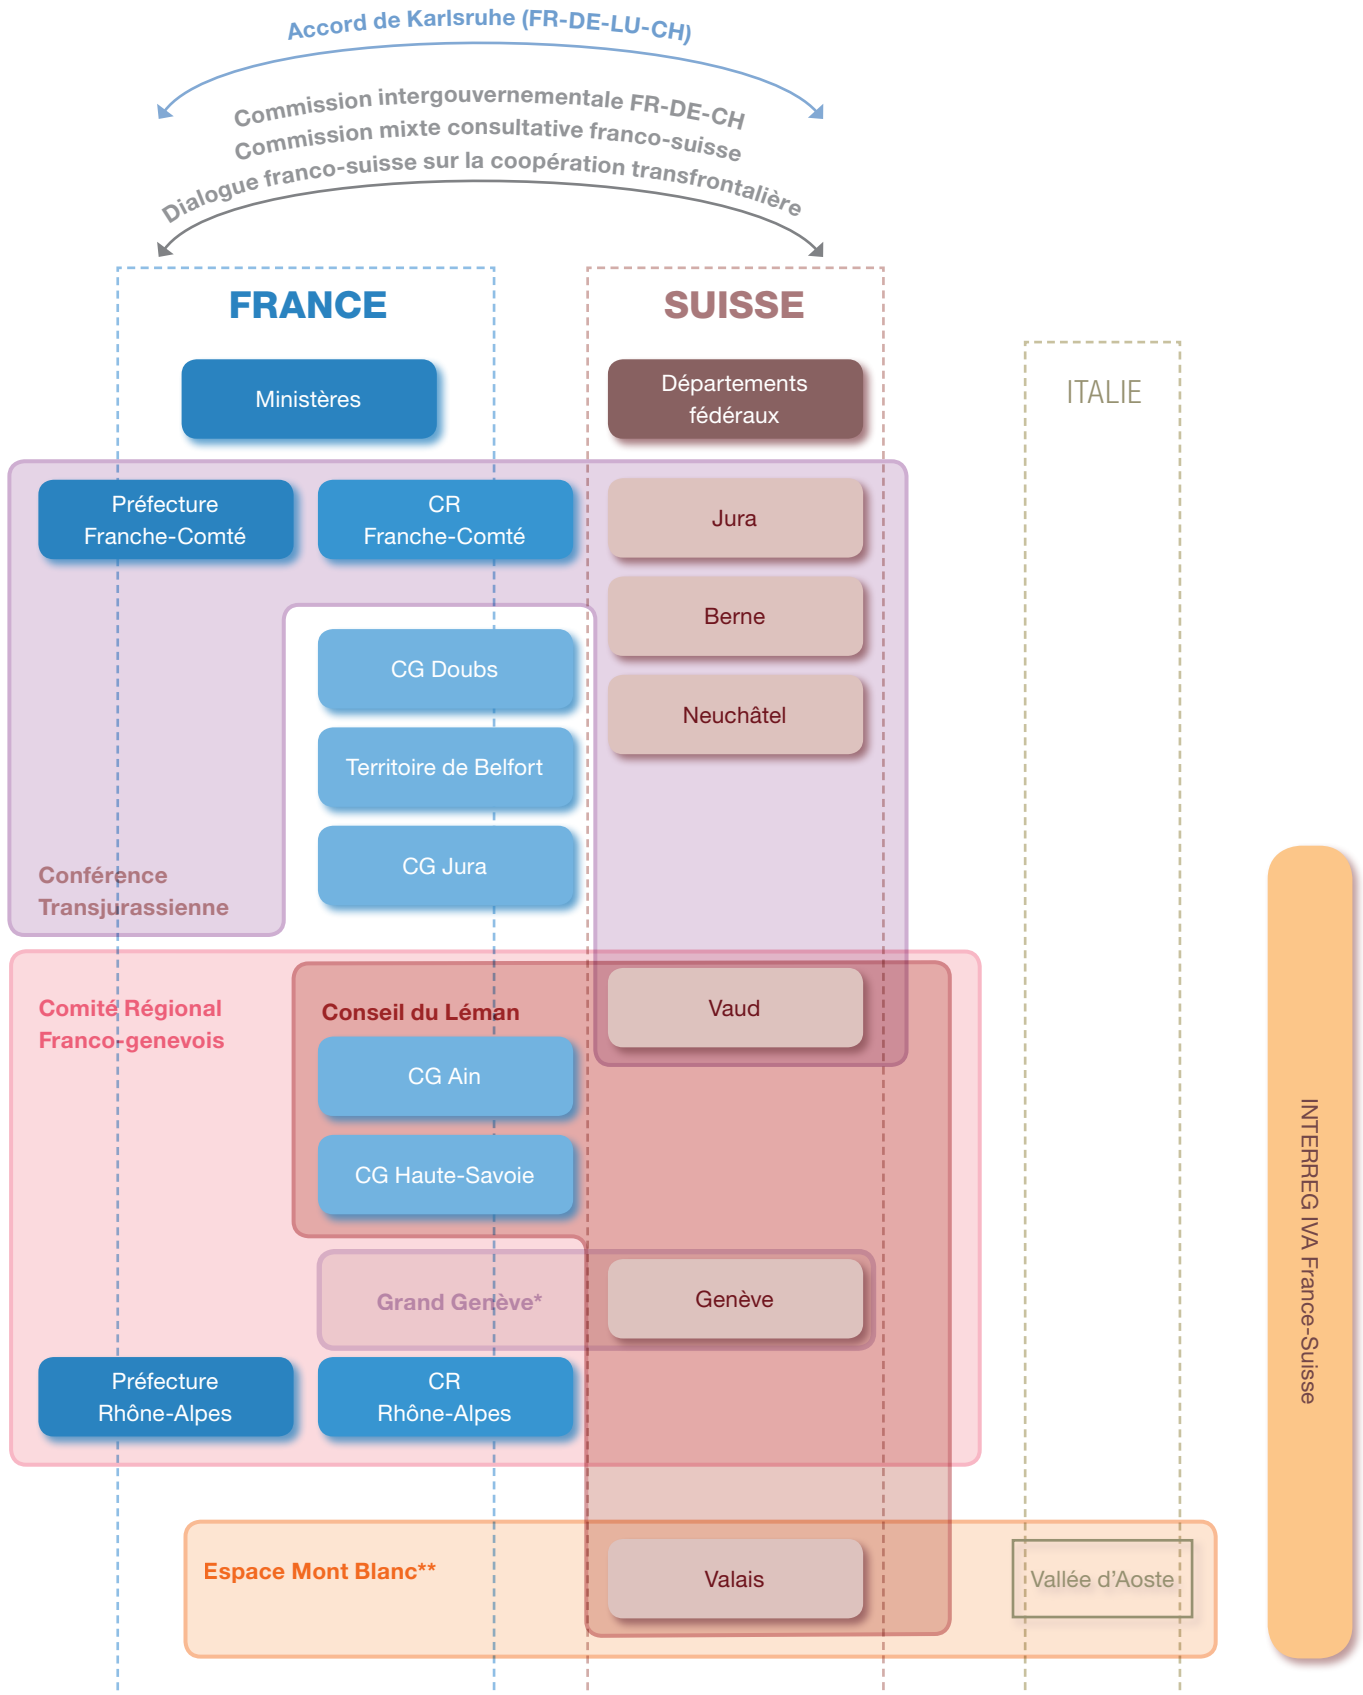 Accord de Karlsruhe (FR-DE-LU-CH)
Commission intergouvernementale FR-DE-CH
Commission mixte consultative franco-suisse
Dialogue franco-suisse sur la coopération transfrontalière
FRANCE
SUISSE
ITALIE
Ministères
Départements
fédéraux
Préfecture
Franche-Comté
CR
Franche-Comté
Jura
Berne
CG Doubs
Neuchâtel
Territoire de Belfort
CG Jura
Conférence
Transjurassienne
Comité Régional
Franco-genevois
Conseil du Léman
Vaud
CG Ain
CG Haute-Savoie
Grand Genève*
Genève
Préfecture
Rhône-Alpes
CR
Rhône-Alpes
Espace Mont Blanc**
Valais
Vallée d'Aoste
INTERREG IVA France-Suisse